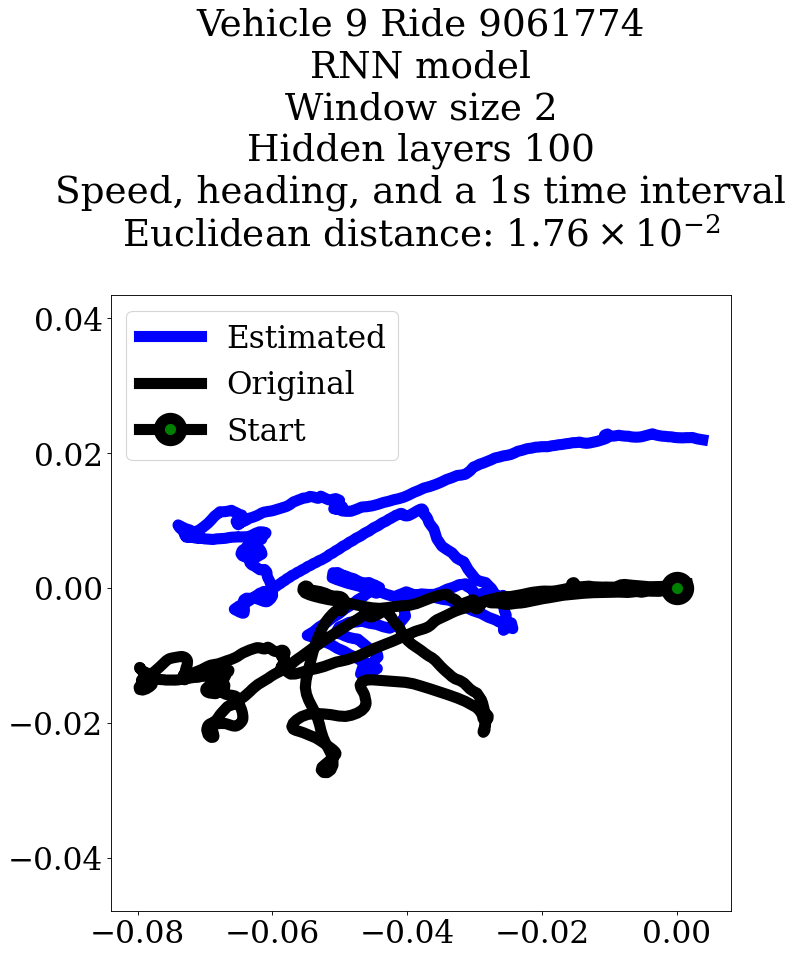 Vehicle 9 Ride 9061774
RNN model
Window size 2
Hidden layers 100
Speed, heading, and a 1s time interval
Euclidean distance: 1.76 × 10⁻²
0.04
0.02
0.00
−0.02
−0.04
Estimated
Original
Start
−0.08 −0.06 −0.04 −0.02 0.00